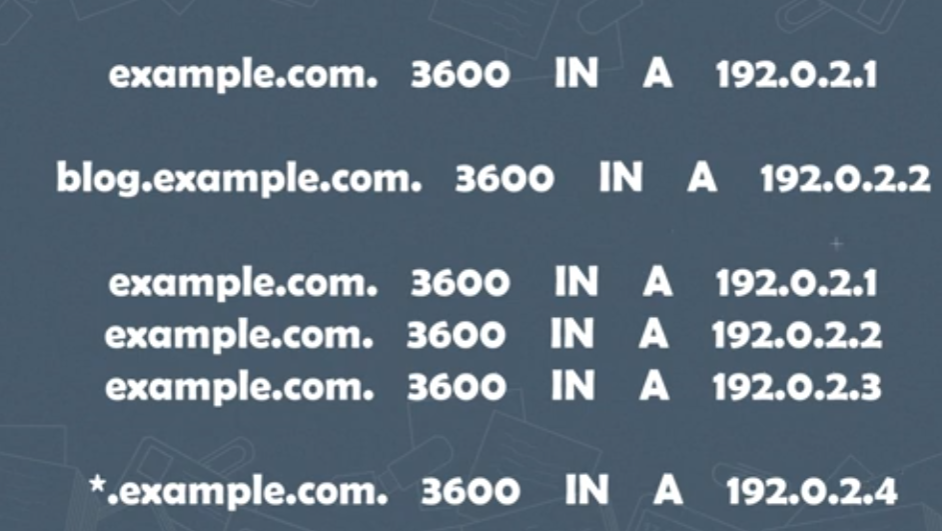 example.com. 3600 IN A 192.0.2.1
blog.example.com. 3600 IN A 192.0.2.2
example.com. 3600 IN A 192.0.2.1
example.com. 3600 IN A 192.0.2.2
example.com. 3600 IN A 192.0.2.3
*.example.com. 3600 IN A 192.0.2.4